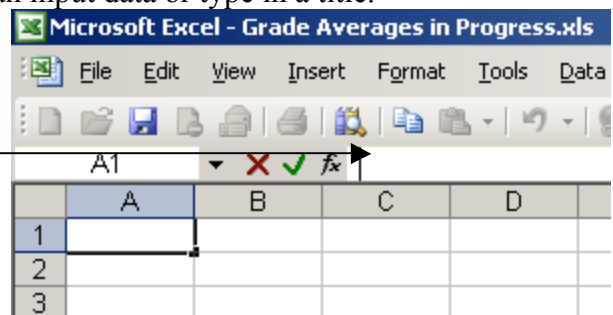 input data or type in a title.
Microsoft Excel - Grade Averages in Progress.xls
File Edit View Insert Format Tools Data
A1 fx
A B C D
1
2
3